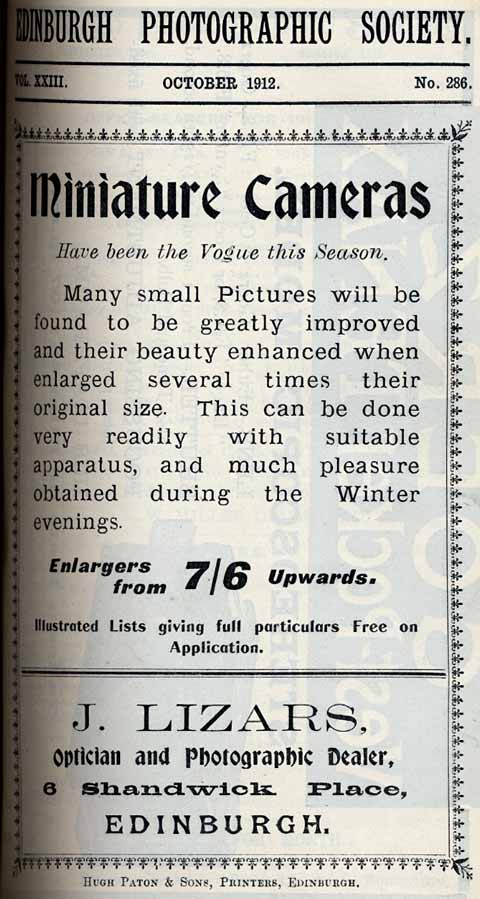 EDINBURGH PHOTOGRAPHIC SOCIETY.
VOL. XXIII. OCTOBER 1912. No. 286.
Miniature Cameras
Have been the Vogue this Season.
Many small Pictures will be
found to be greatly improved
and their beauty enhanced when
enlarged several times their
original size. This can be done
very readily with suitable
apparatus, and much pleasure
obtained during the Winter
evenings.
Enlargers from 7/6 Upwards.
Illustrated Lists giving full particulars Free on
Application.
J. LIZARS,
Optician and Photographic Dealer,
6 Shandwick Place,
EDINBURGH.
HUGH PATON & SONS, PRINTERS, EDINBURGH.